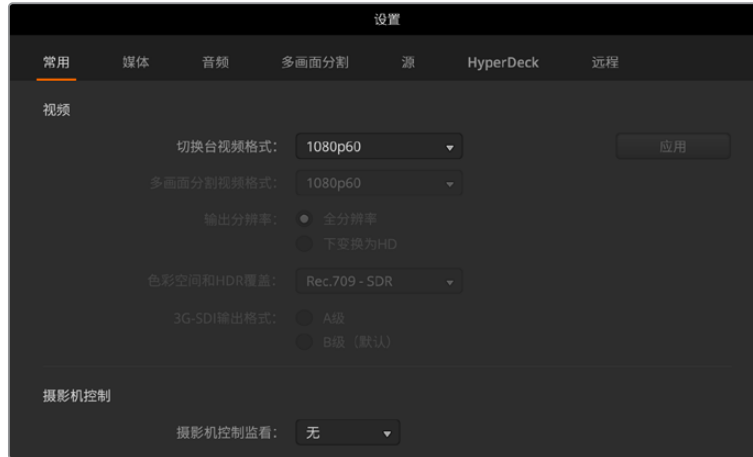 设置
常用 媒体 音频 多画面分割 源 HyperDeck 远程
视频
切换台视频格式： 1080p60 应用
多画面分割视频格式： 1080p60
输出分辨率： 全分辨率
下变换为HD
色彩空间和HDR覆盖： Rec.709 - SDR
3G-SDI输出格式： A级
B级（默认）
摄影机控制
摄影机控制监看： 无